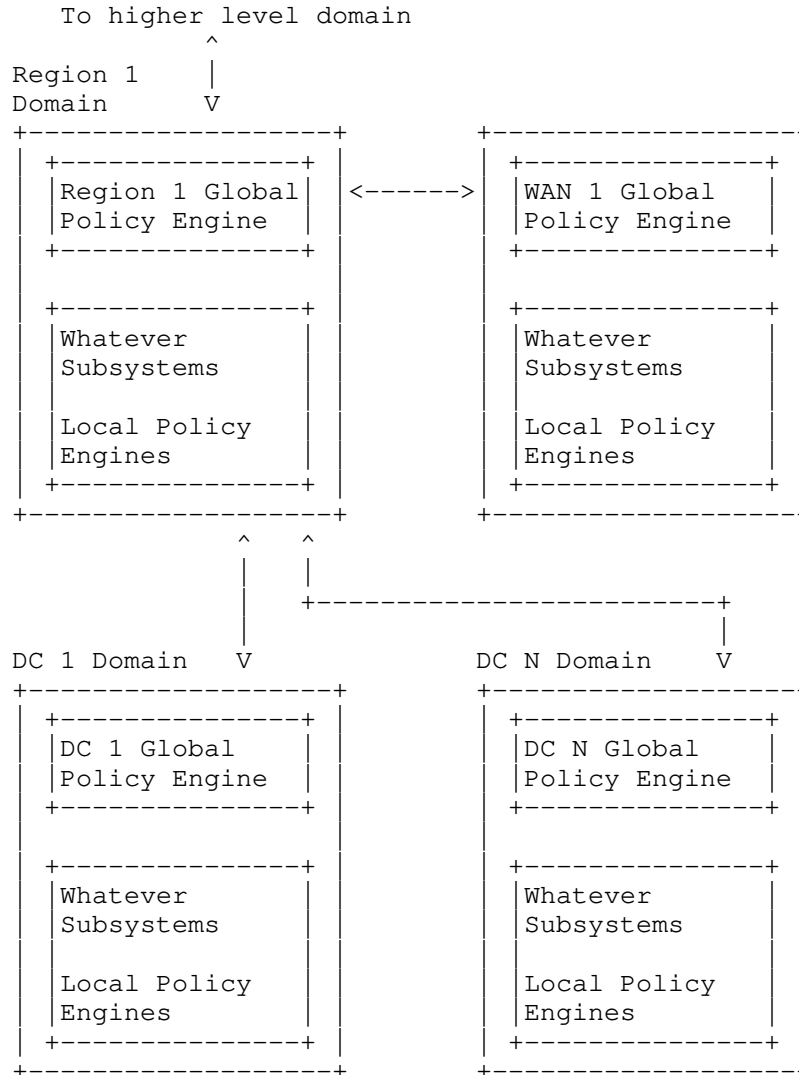 To higher level domain
^
Region 1 |
Domain V
+--------------------+ +--------------------
| +----------------+ | | +----------------+
| |Region 1 Global| |<------>| |WAN 1 Global |
| |Policy Engine | | | |Policy Engine |
| +----------------+ | | +----------------+
| | |
| +----------------+ | | +----------------+
| |Whatever | | | |Whatever |
| |Subsystems | | | |Subsystems |
| | | | | | |
| |Local Policy | | | |Local Policy |
| |Engines | | | |Engines |
| +----------------+ | | +----------------+
+--------------------+ +--------------------
^ ^
| |
| +-------------------------+
| |
DC 1 Domain V DC N Domain V
+--------------------+ +--------------------
| +----------------+ | | +----------------+
| |DC 1 Global | | | |DC N Global |
| |Policy Engine | | | |Policy Engine |
| +----------------+ | | +----------------+
| | |
| +----------------+ | | +----------------+
| |Whatever | | | |Whatever |
| |Subsystems | | | |Subsystems |
| | | | | | |
| |Local Policy | | | |Local Policy |
| |Engines | | | |Engines |
| +----------------+ | | +----------------+
+--------------------+ +--------------------